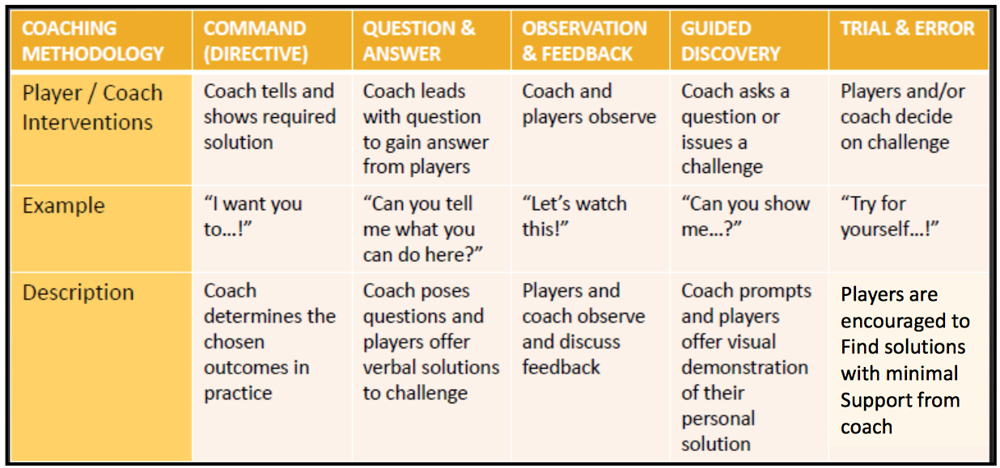 COACHING
METHODOLOGY
COMMAND
(DIRECTIVE)
QUESTION &
ANSWER
OBSERVATION
& FEEDBACK
GUIDED
DISCOVERY
TRIAL & ERROR
Player / Coach
Interventions
Coach tells and
shows required
solution
Coach leads
with question
to gain answer
from players
Coach and
players observe
Coach asks a
question or
issues a
challenge
Players and/or
coach decide
on challenge
Example
“I want you
to…!”
“Can you tell
me what you
can do here?”
“Let’s watch
this!”
“Can you show
me…?”
“Try for
yourself…!”
Description
Coach
determines the
chosen
outcomes in
practice
Coach poses
questions and
players offer
verbal solutions
to challenge
Players and
coach observe
and discuss
feedback
Coach prompts
and players
offer visual
demonstration
of their
personal
solution
Players are
encouraged to
Find solutions
with minimal
Support from
coach